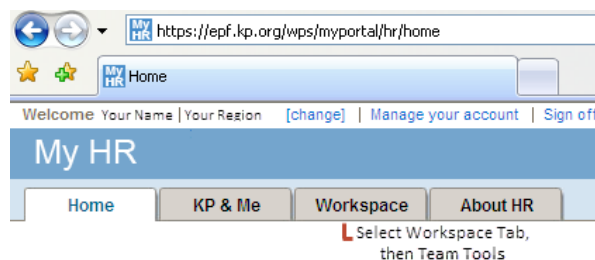 My HR https://epf.kp.org/wps/myportal/hr/home
My HR Home
Welcome Your Name | Your Region [change] | Manage your account | Sign off
My HR
Home KP & Me Workspace About HR
Select Workspace Tab,
then Team Tools